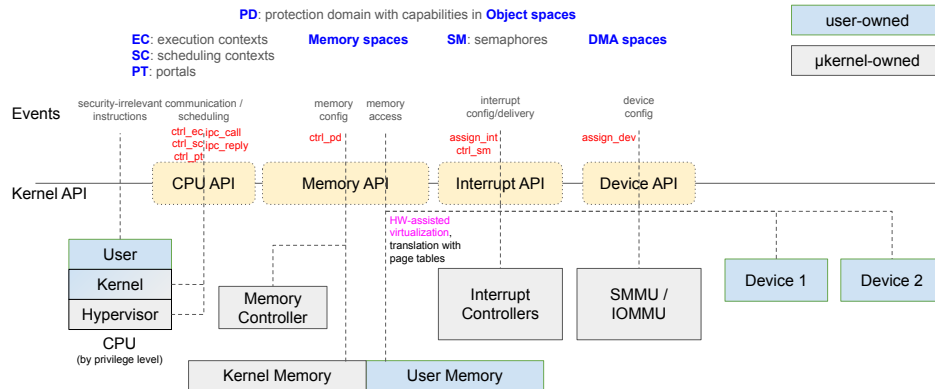 PD: protection domain with capabilities in Object spaces
user-owned
EC: execution contexts
Memory spaces
SM: semaphores
DMA spaces
SC: scheduling contexts
µkernel-owned
PT: portals
Events
security-irrelevant
instructions
communication /
scheduling
memory
config
memory
access
interrupt
config/delivery
device
config
ctrl_ec
ipc_call
ctrl_sc
ipc_reply
ctrl_pt
ctrl_pd
assign_int
ctrl_sm
assign_dev
Kernel API
CPU API
Memory API
Interrupt API
Device API
HW-assisted
virtualization,
translation with
page tables
User
Kernel
Hypervisor
CPU
(by privilege level)
Memory
Controller
Interrupt
Controllers
SMMU /
IOMMU
Device 1
Device 2
Kernel Memory
User Memory